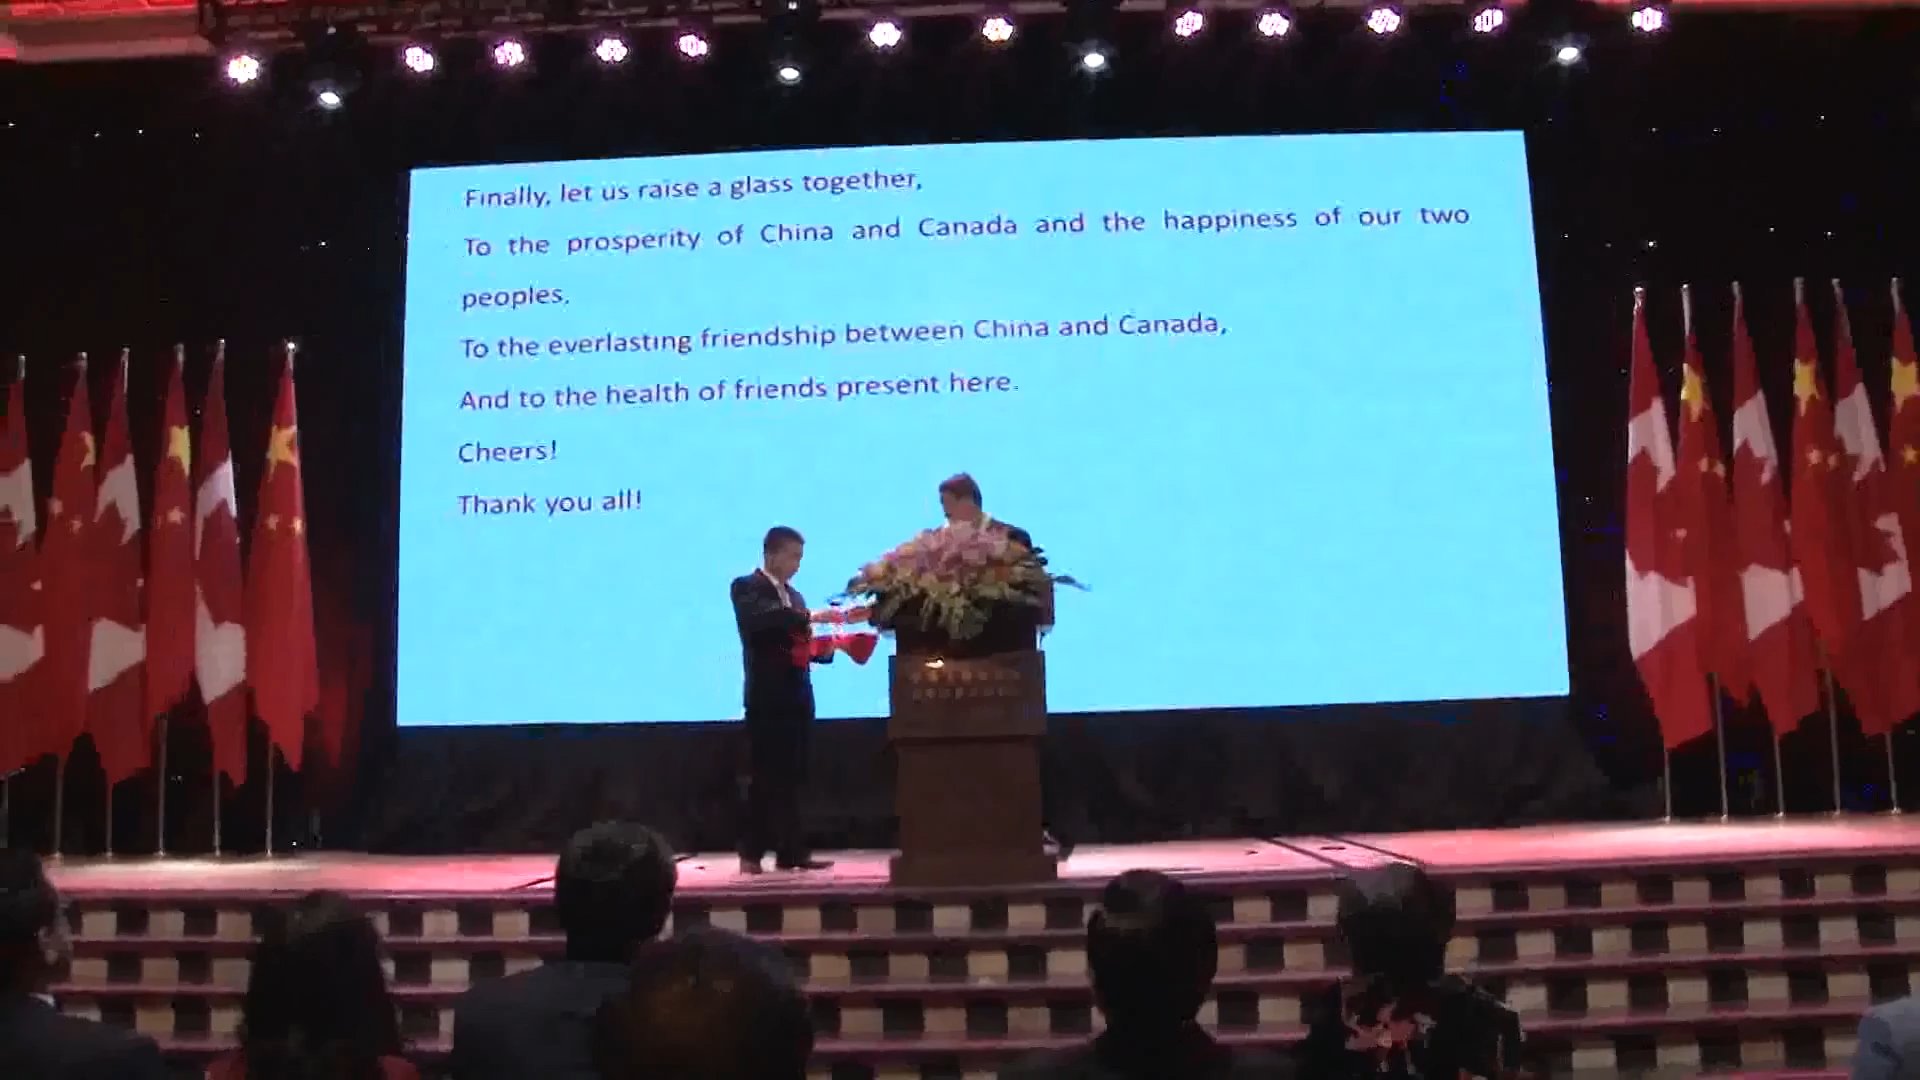 Finally, let us raise a glass together,
To the prosperity of China and Canada and the happiness of our two
peoples,
To the everlasting friendship between China and Canada,
And to the health of friends present here.
Cheers!
Thank you all!